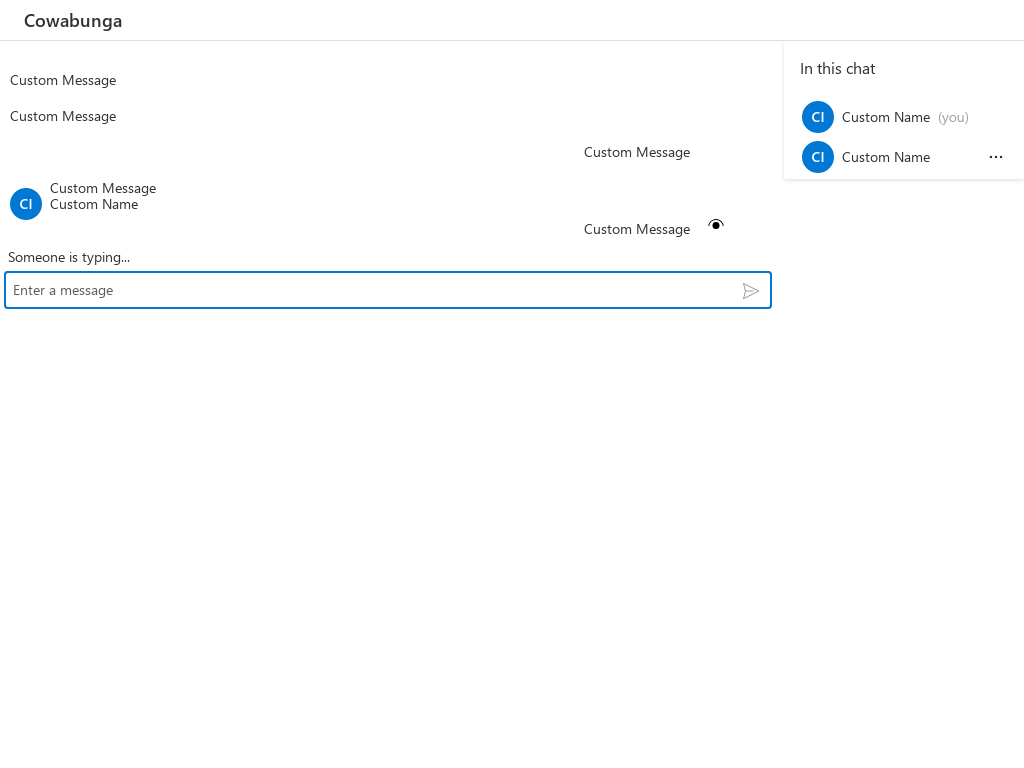 Cowabunga
Custom Message
Custom Message
Custom Message
Custom Message
CI Custom Name
Custom Message
Someone is typing...
Enter a message
In this chat
CI Custom Name (you)
CI Custom Name